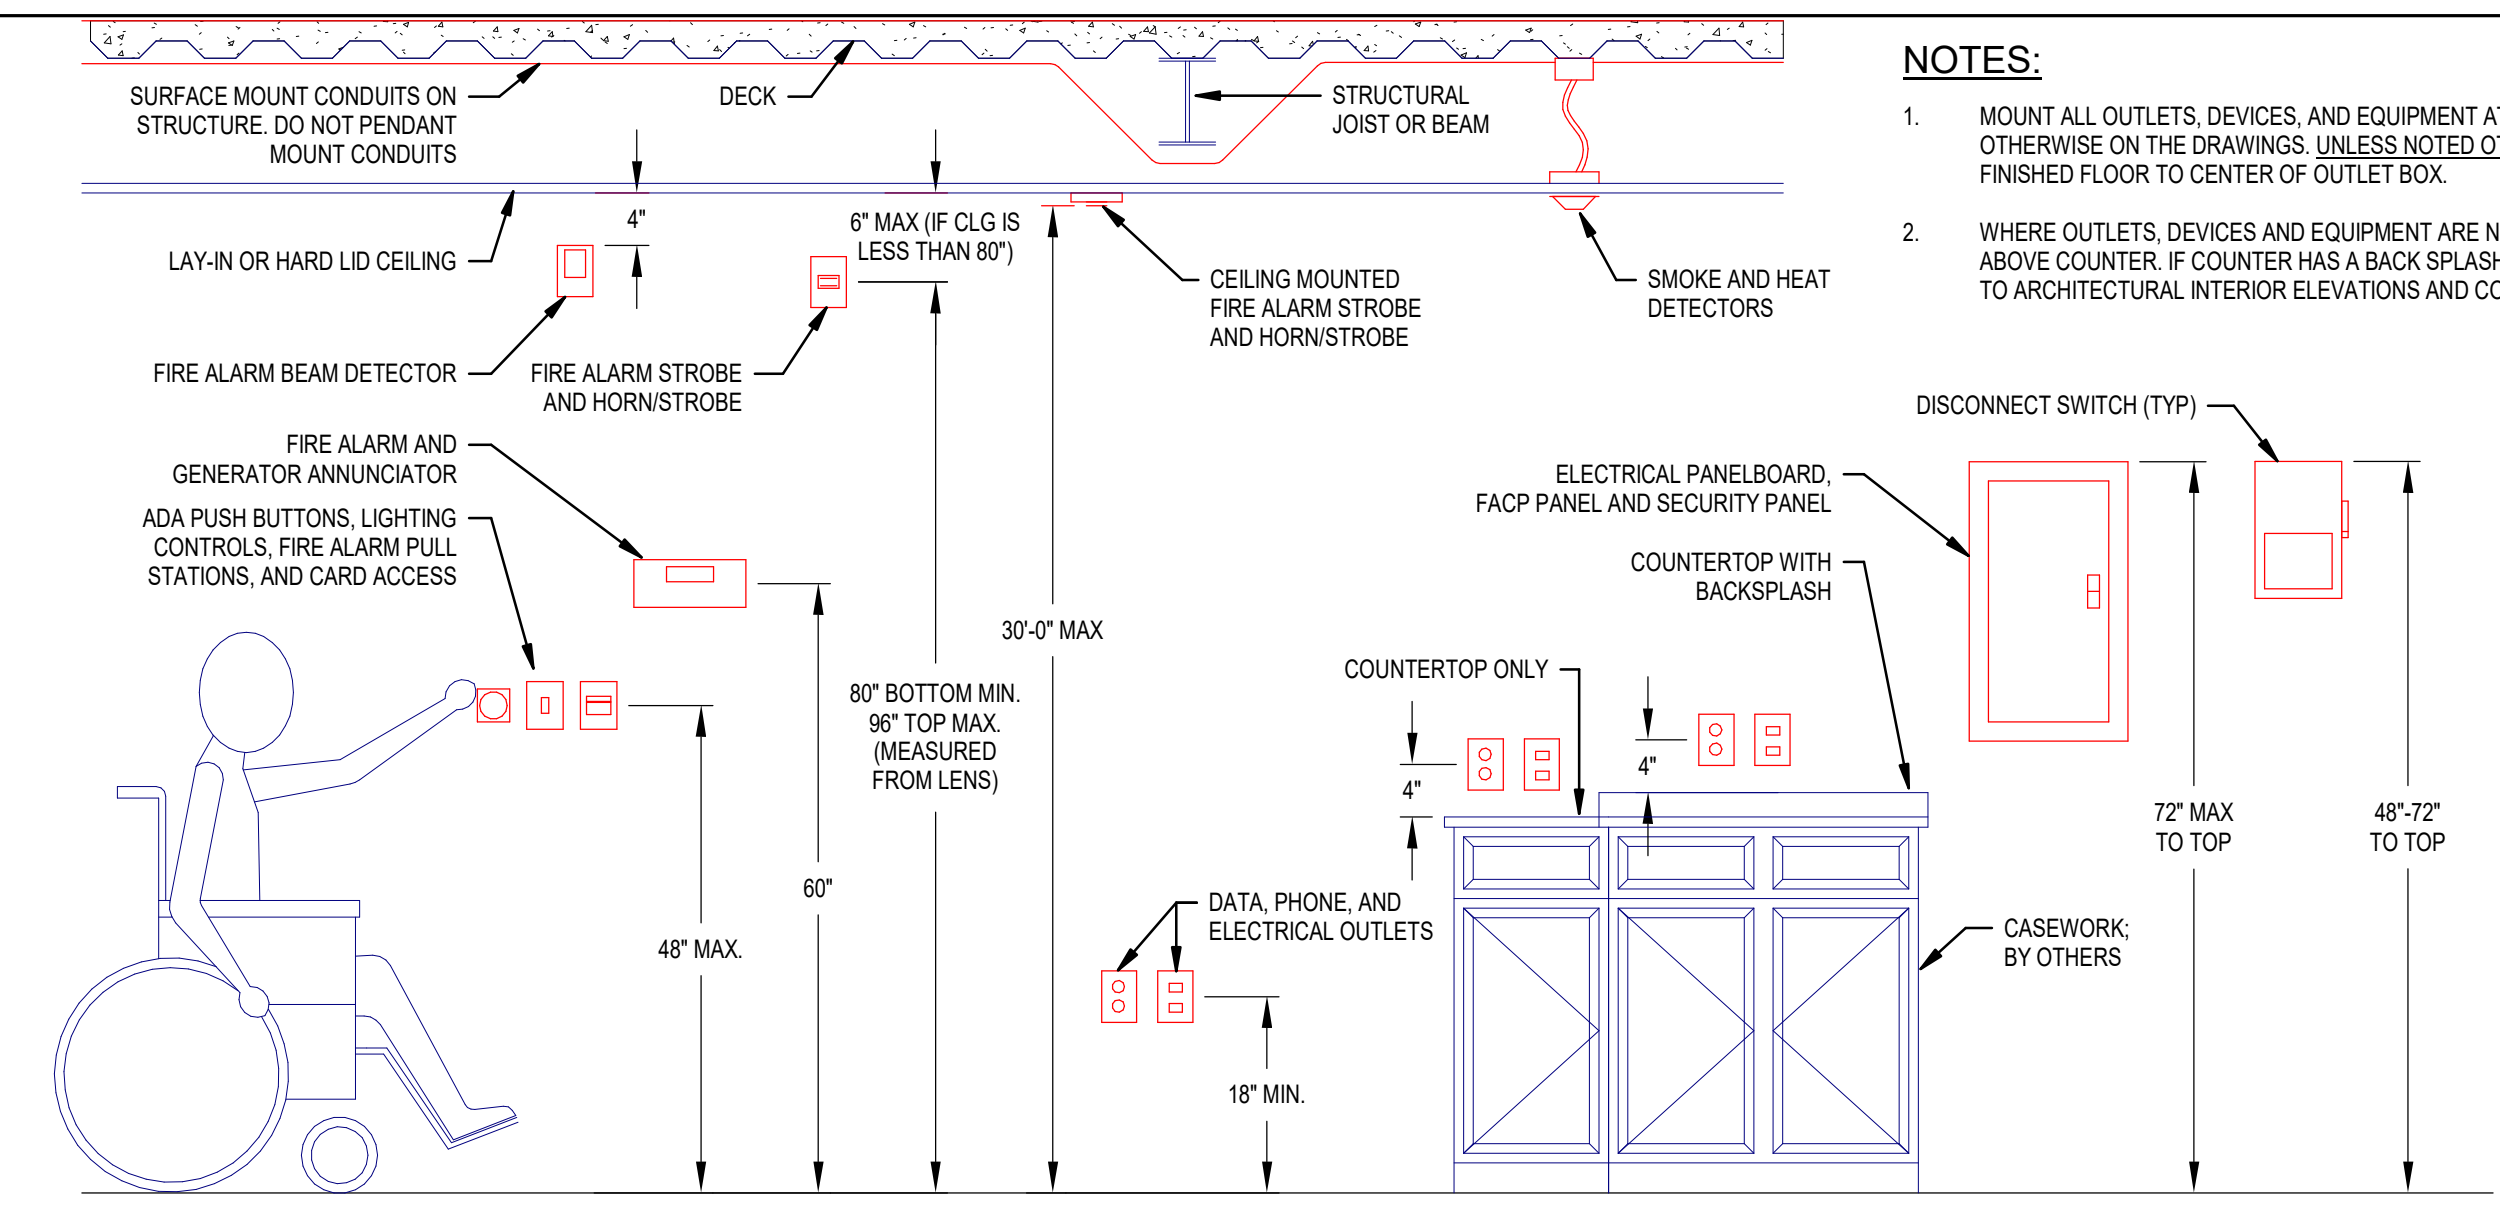 SURFACE MOUNT CONDUITS ON
STRUCTURE. DO NOT PENDANT
MOUNT CONDUITS
DECK
STRUCTURAL
JOIST OR BEAM
NOTES:
1. MOUNT ALL OUTLETS, DEVICES, AND EQUIPMENT AT
OTHERWISE ON THE DRAWINGS. UNLESS NOTED
FINISHED FLOOR TO CENTER OF OUTLET BOX.
2. WHERE OUTLETS, DEVICES AND EQUIPMENT ARE
ABOVE COUNTER. IF COUNTER HAS A BACK SPLASH
TO ARCHITECTURAL INTERIOR ELEVATIONS AND
4"
6" MAX (IF CLG IS
LESS THAN 80")
LAY-IN OR HARD LID CEILING
CEILING MOUNTED
FIRE ALARM STROBE
AND HORN/STROBE
SMOKE AND HEAT
DETECTORS
FIRE ALARM BEAM DETECTOR
FIRE ALARM STROBE
AND HORN/STROBE
DISCONNECT SWITCH (TYP)
FIRE ALARM AND
GENERATOR ANNUNCIATOR
ELECTRICAL PANELBOARD,
FACP PANEL AND SECURITY PANEL
ADA PUSH BUTTONS, LIGHTING
CONTROLS, FIRE ALARM PULL
STATIONS, AND CARD ACCESS
COUNTERTOP WITH
BACKSPLASH
30'-0" MAX
COUNTERTOP ONLY
80" BOTTOM MIN.
96" TOP MAX.
(MEASURED
FROM LENS)
4"
4"
72" MAX
TO TOP
48"-72"
TO TOP
60"
48" MAX.
DATA, PHONE, AND
ELECTRICAL OUTLETS
CASEWORK;
BY OTHERS
18" MIN.